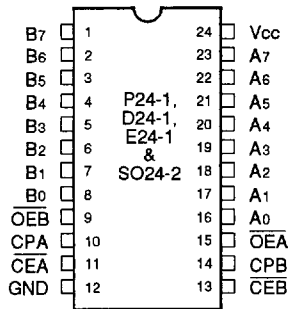 B7 1 24 Vcc
B6 2 23 A7
B5 3 22 A6
B4 4 P24-1, 21 A5
B3 5 D24-1, 20 A4
B2 6 E24-1 19 A3
B1 7 & 18 A2
B0 8 SO24-2 17 A1
OEB 9 16 A0
CPA 10 15 OEA
CEA 11 14 CPB
GND 12 13 CEB